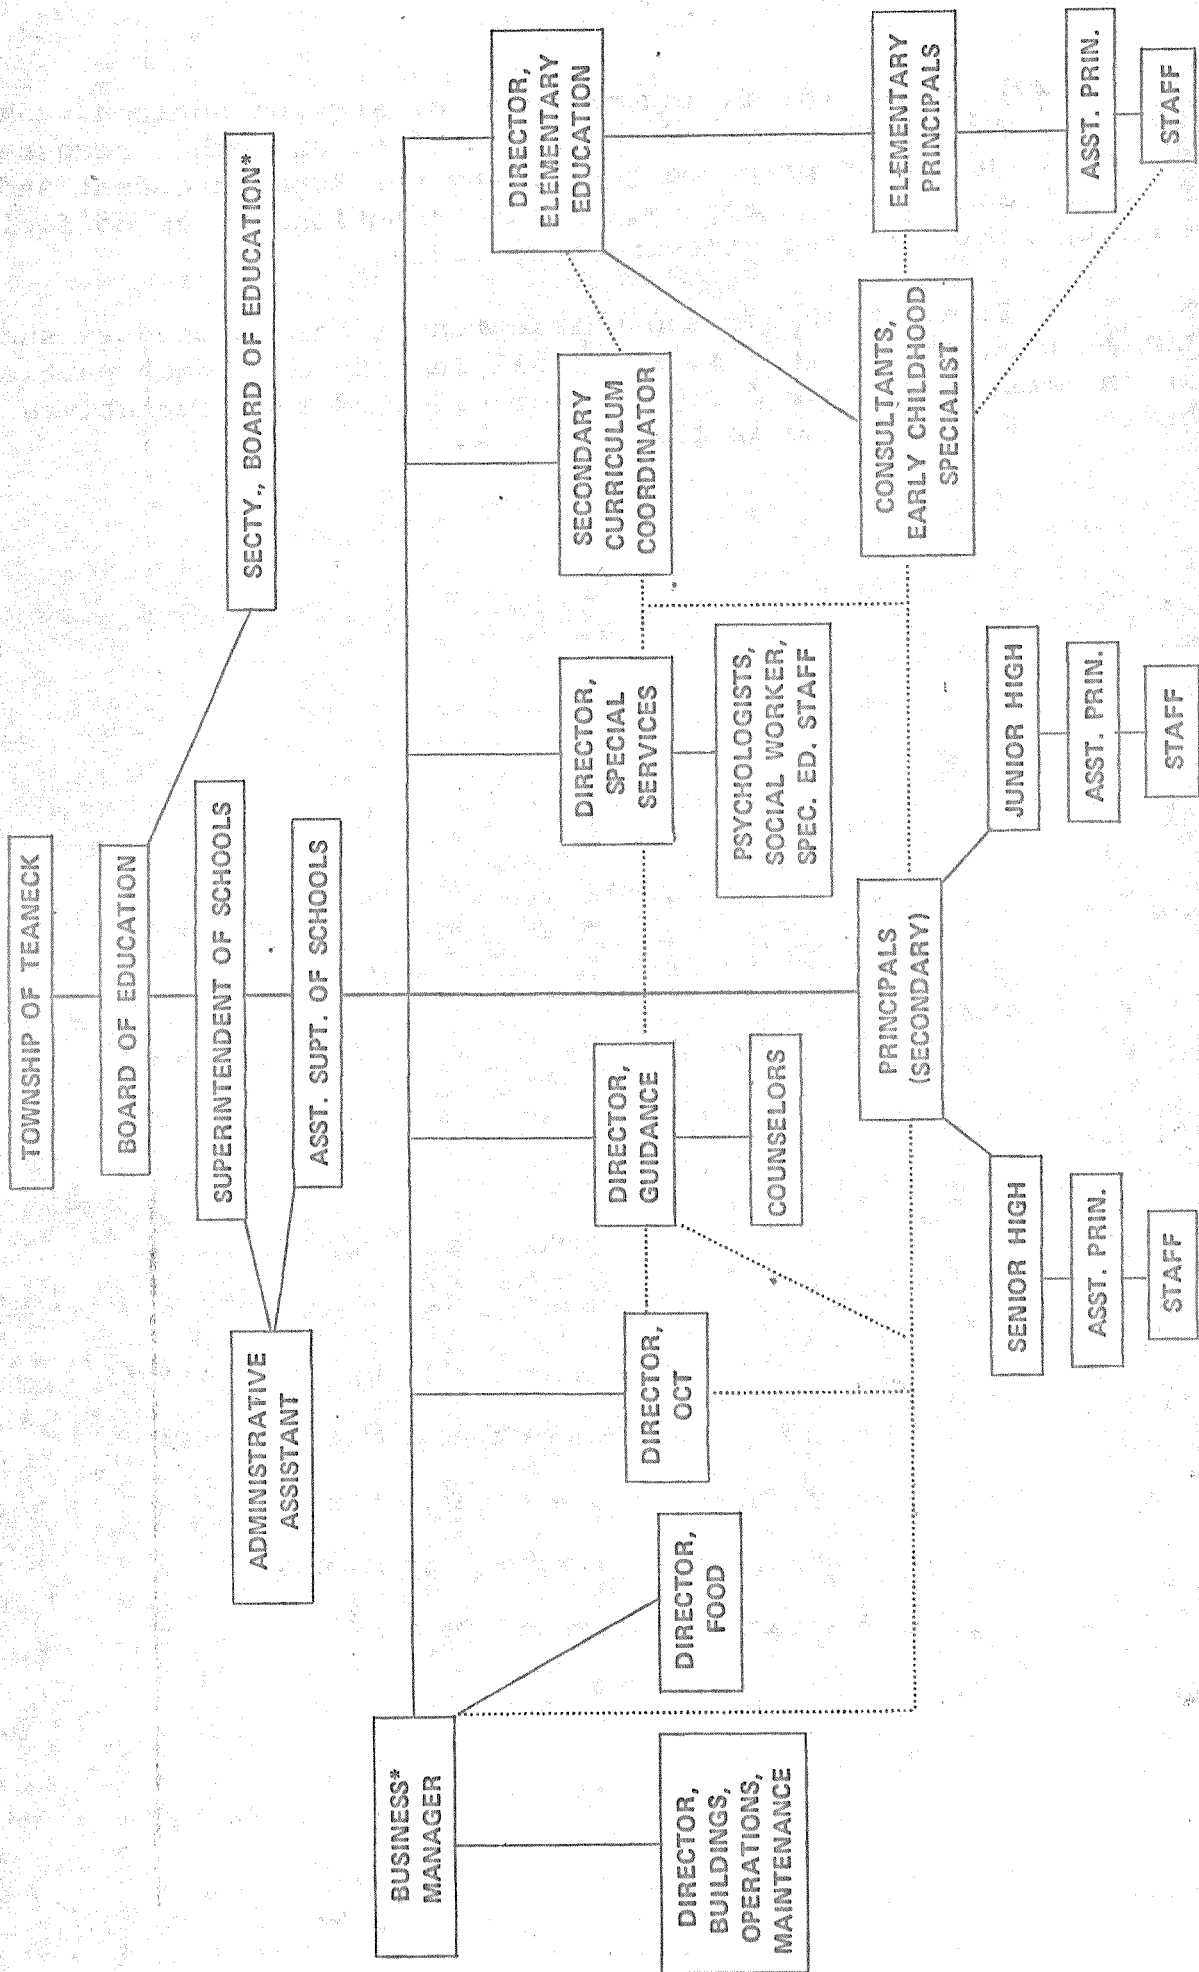 TOWNSHIP OF TEANECK
BOARD OF EDUCATION
SECTY., BOARD OF EDUCATION*
SUPERINTENDENT OF SCHOOLS
ADMINISTRATIVE
ASSISTANT
ASST. SUPT. OF SCHOOLS
BUSINESS*
MANAGER
DIRECTOR,
BUILDINGS,
OPERATIONS,
MAINTENANCE
DIRECTOR,
FOOD
DIRECTOR,
OCT
DIRECTOR,
GUIDANCE
COUNSELORS
DIRECTOR,
SPECIAL
SERVICES
PSYCHOLOGISTS,
SOCIAL WORKER,
SPEC. ED. STAFF
SECONDARY
CURRICULUM
COORDINATOR
DIRECTOR,
ELEMENTARY
EDUCATION
PRINCIPALS
(SECONDARY)
SENIOR HIGH
ASST. PRIN.
STAFF
JUNIOR HIGH
ASST. PRIN.
STAFF
CONSULTANTS,
EARLY CHILDHOOD
SPECIALIST
ELEMENTARY
PRINCIPALS
ASST. PRIN.
STAFF